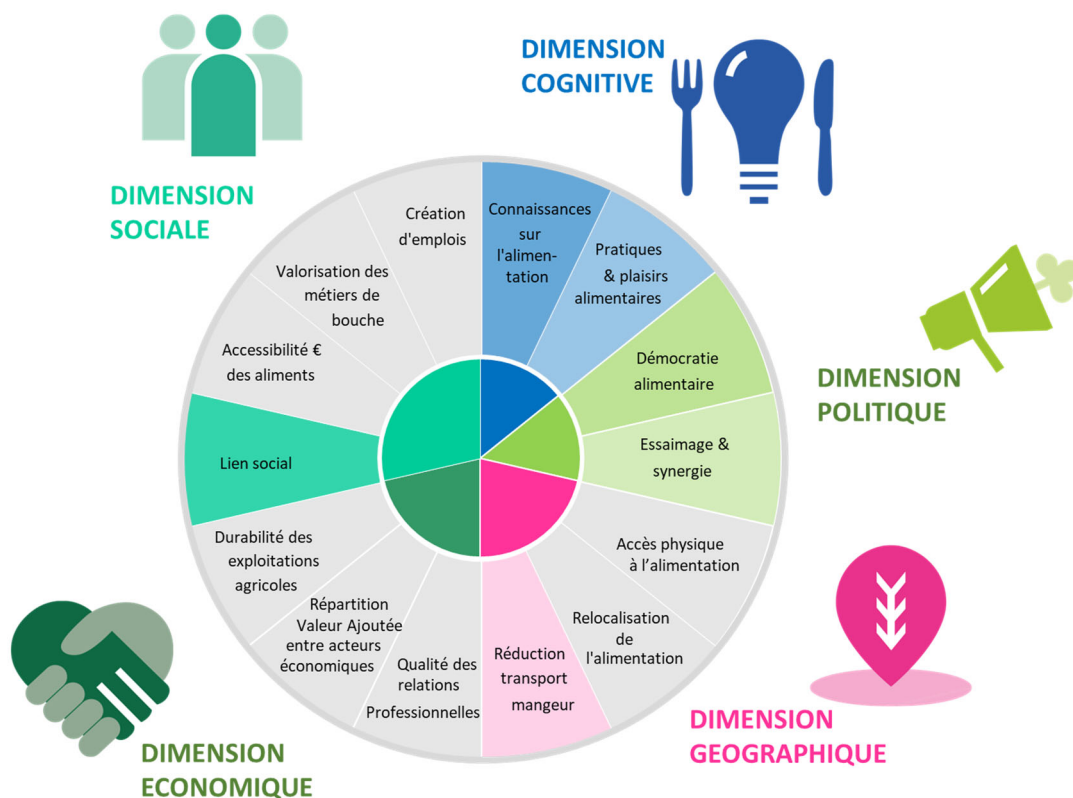 DIMENSION
SOCIALE
DIMENSION
COGNITIVE
DIMENSION
POLITIQUE
DIMENSION
GEOGRAPHIQUE
DIMENSION
ECONOMIQUE
Connaissances
sur
l'alimen-
tation
Pratiques
& plaisirs
alimentaires
Démocratie
alimentaire
Essaimage &
synergie
Accès physique
à l’alimentation
Relocalisation
de
l'alimentation
Réduction
transport
mangeur
Qualité des
relations
Professionnelles
Répartition
Valeur Ajoutée
entre acteurs
économiques
Durabilité des
exploitations
agricoles
Lien social
Accessibilité €
des aliments
Valorisation des
métiers de
bouche
Création
d'emplois